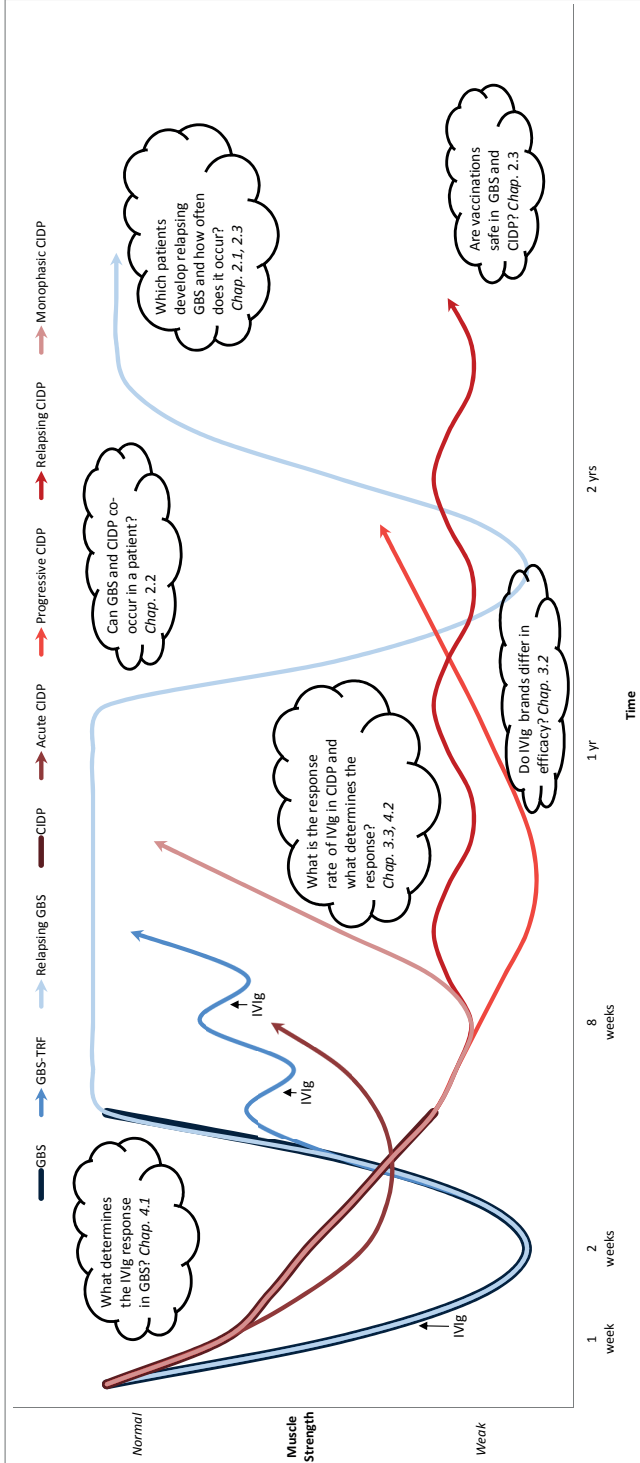 GBS
GBS-TRF
Relapsing GBS
CIDP
Acute CIDP
Progressive CIDP
Relapsing CIDP
Monophasic CIDP
Normal
Muscle
Strength
Weak
What determines
the IVIg response
in GBS? Chap. 4.1
Can GBS and CIDP co-
occur in a patient?
Chap. 2.2
Which patients
develop relapsing
GBS and how often
does it occur?
Chap. 2.1, 2.3
What is the response
rate of IVIg in CIDP and
what determines the
response?
Chap. 3.3, 4.2
Do IVIg brands differ in
efficacy? Chap. 3.2
Are vaccinations
safe in GBS and
CIDP? Chap. 2.3
IVIg
IVIg
IVIg
1
week
2
weeks
8
weeks
1 yr
2 yrs
Time